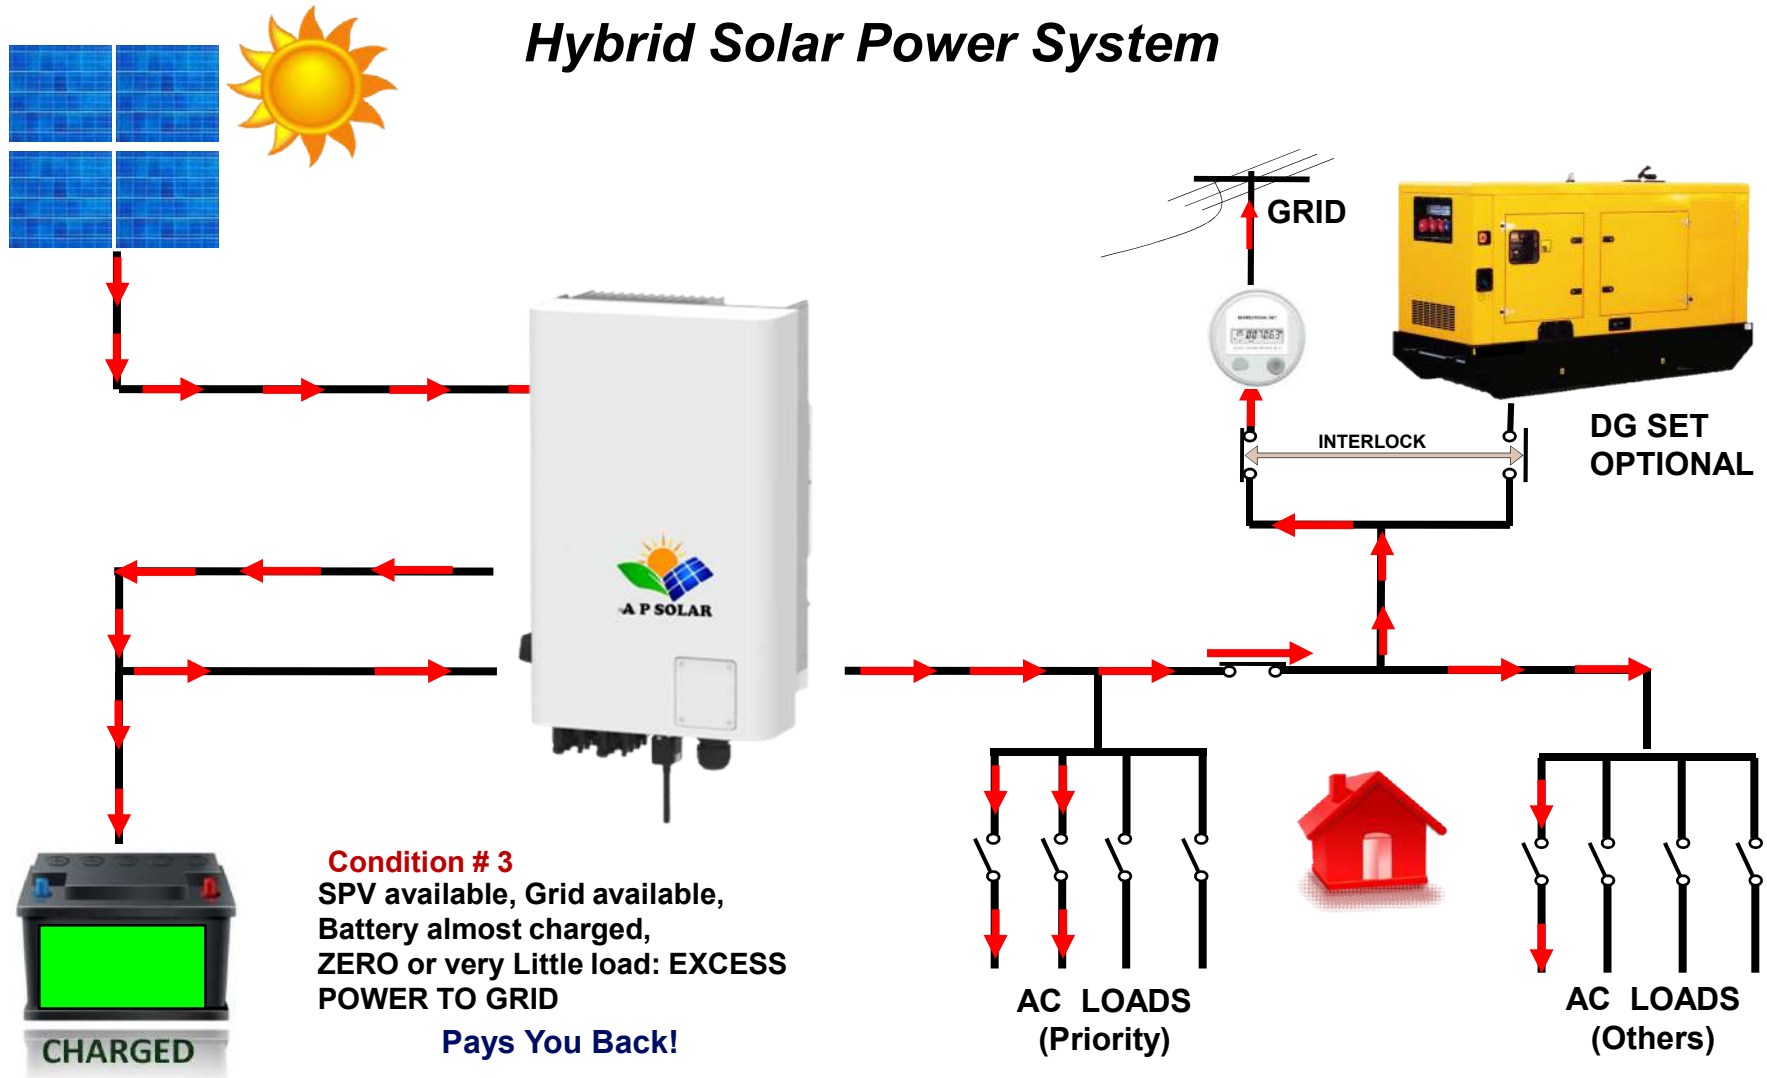 Hybrid Solar Power System
GRID
INTERLOCK
DG SET
OPTIONAL
A P SOLAR
Condition # 3
SPV available, Grid available,
Battery almost charged,
ZERO or very Little load: EXCESS
POWER TO GRID
Pays You Back!
CHARGED
AC LOADS
(Priority)
AC LOADS
(Others)